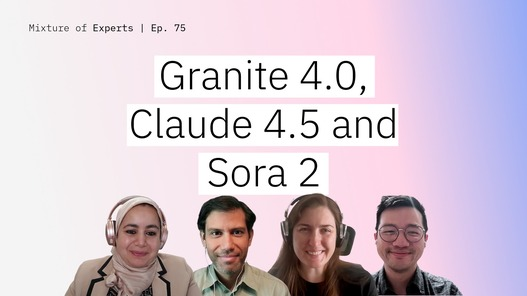 Mixture of Experts | Ep. 75
Granite 4.0,
Claude 4.5 and
Sora 2